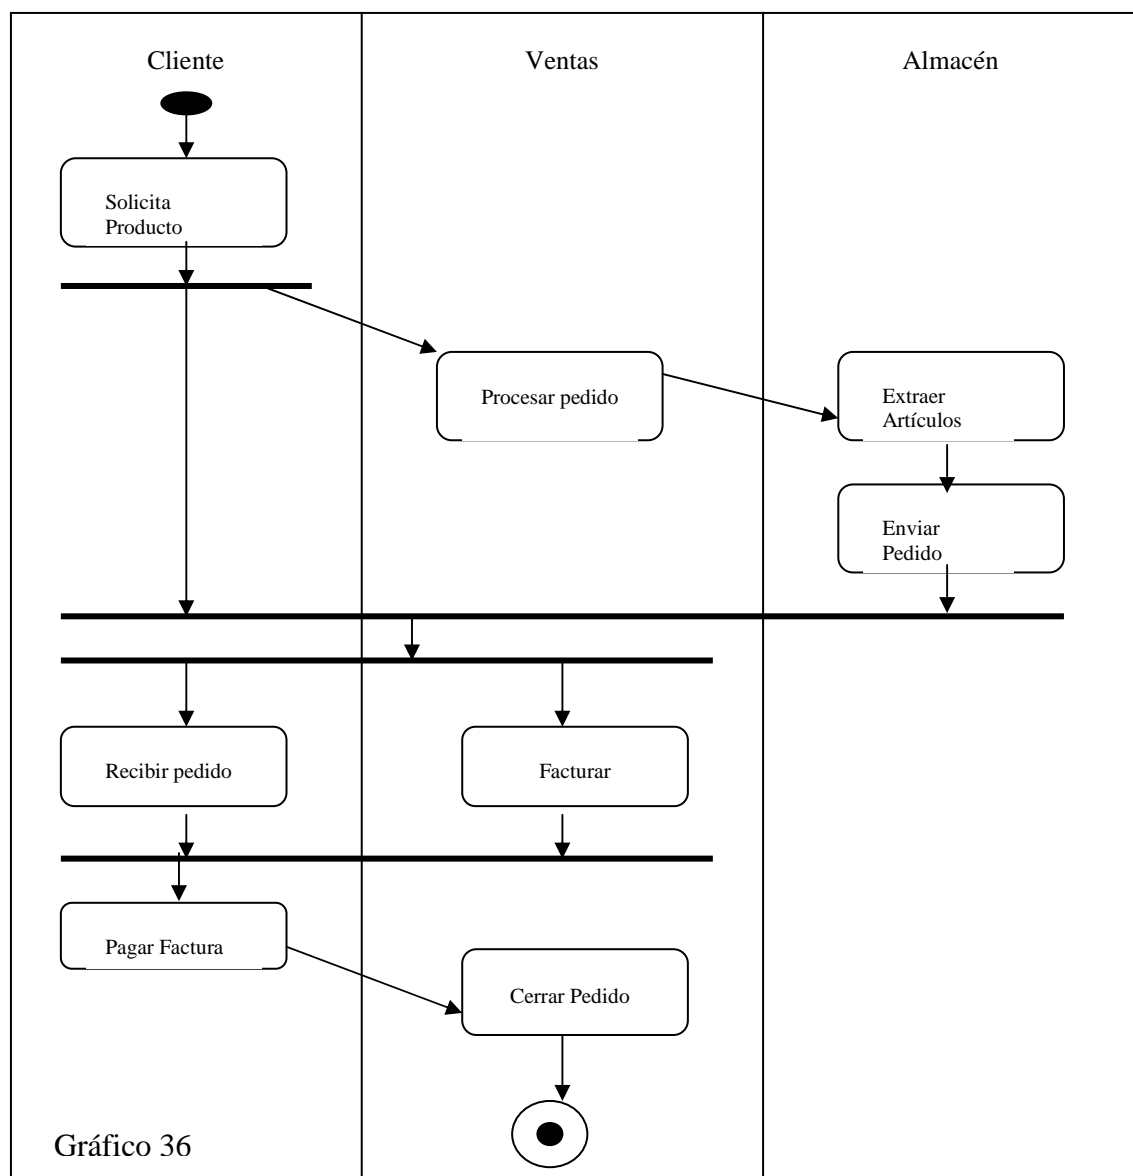 Cliente
Ventas
Almacén
Solicita
Producto
Procesar pedido
Extraer
Artículos
Enviar
Pedido
Recibir pedido
Facturar
Pagar Factura
Cerrar Pedido
Gráfico 36